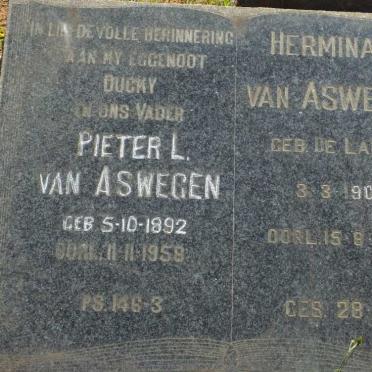 IN LIEFDEVOLLE HERINNERING
AAN MY EGGENOOT
DUCKY
EN ONS VADER
PIETER L.
VAN ASWEGEN
GEB 5-10-1892
OORL. 11-11-1958
PS. 146-3
HERMINA
VAN ASWE
GEB DE LA
3-3-190
OORL. 15-8
GES. 28